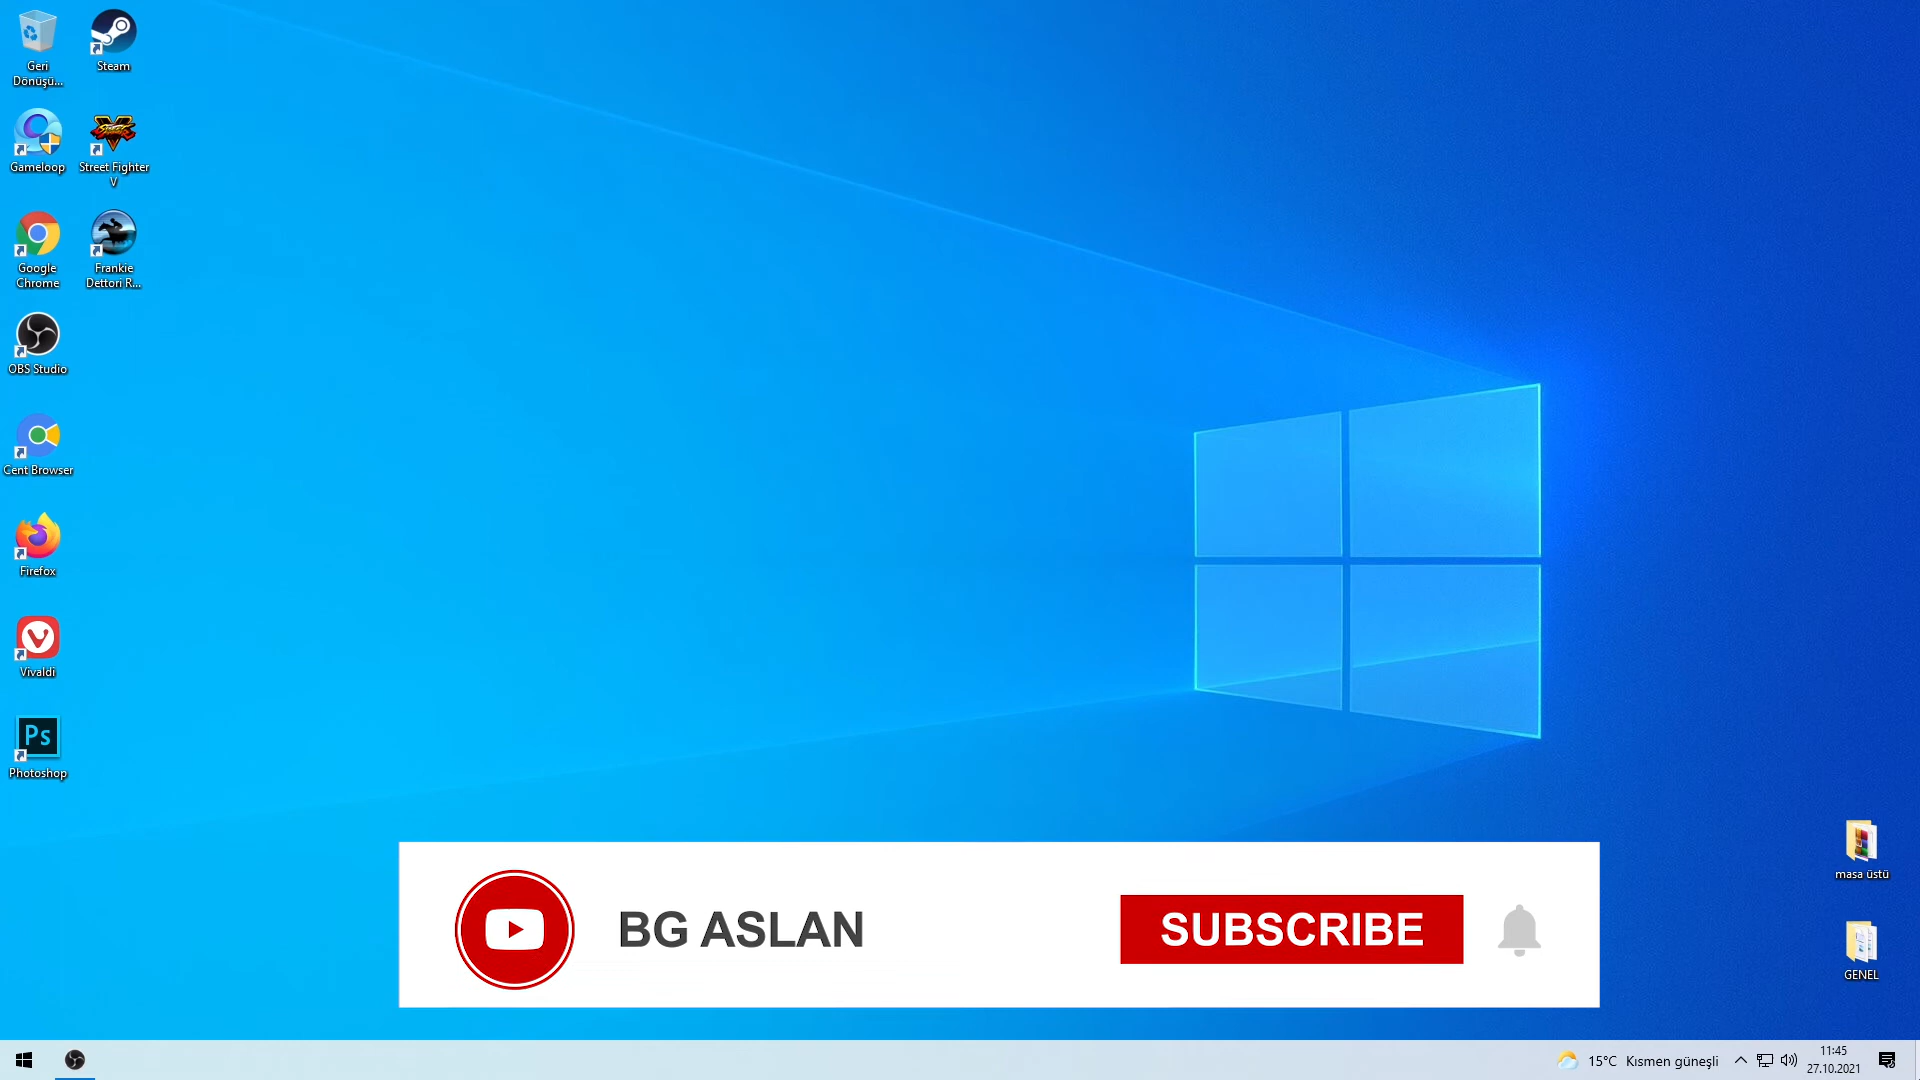 Geri
Dönüşü...
Steam
Gameloop
Street Fighter
V
Google
Chrome
Frankie
Dettori R...
OBS Studio
Cent Browser
Firefox
Vivaldi
Ps
Photoshop
masa üstü
GENEL
BG ASLAN
SUBSCRIBE
15°C Kısmen güneşli
11:45
27.10.2021